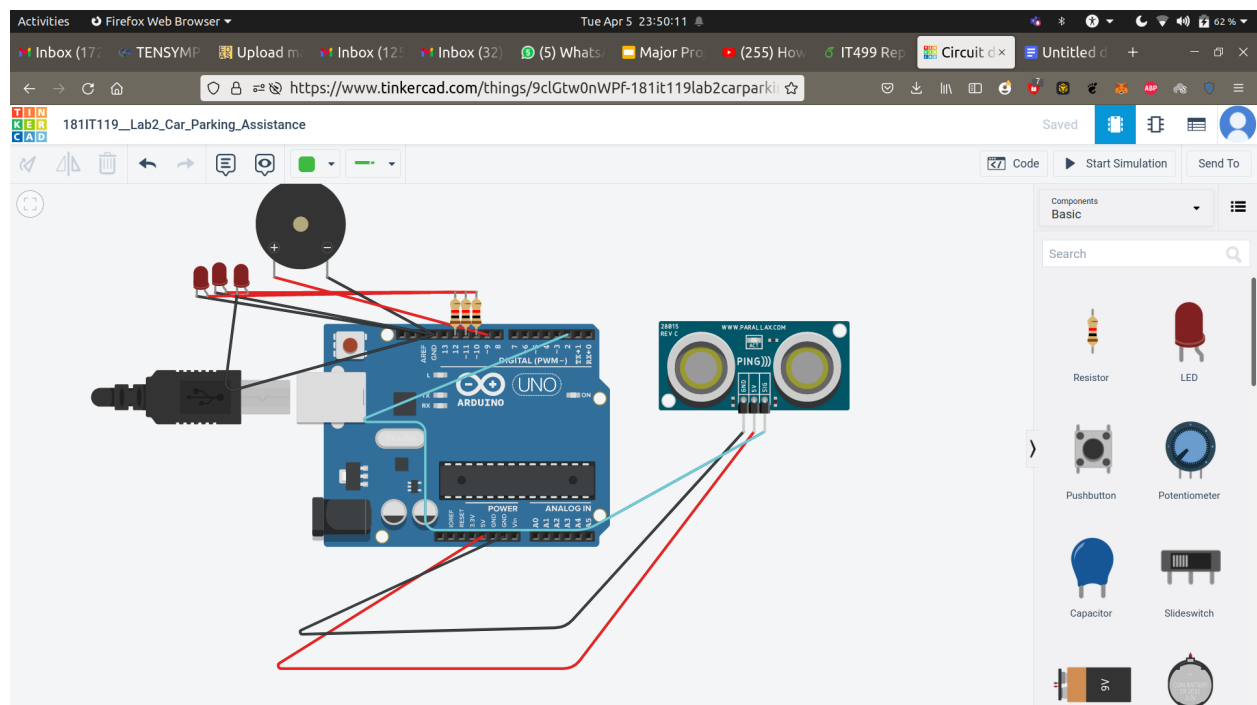 Activities Firefox Web Browser Tue Apr 5 23:50:11 62 %
Inbox (172 TENSYMP Upload m Inbox (125 Inbox (32) (5) Whats Major Pro (255) How IT499 Rep Circuit d Untitled d
https://www.tinkercad.com/things/9clGtw0nWPf-181it119lab2carparki
TIN
KER
CAD
181IT119__Lab2_Car_Parking_Assistance
Saved
Code Start Simulation Send To
Components
Basic
Search
Resistor LED
Pushbutton Potentiometer
Capacitor Slideswitch
9V
+ −
AREF GND 13 12 ~11 ~10 ~9 8 7 ~6 ~5 4 ~3 2 TX→1 RX←0
DIGITAL (PWM ~)
L
TX
RX
ARDUINO
UNO
ON
POWER ANALOG IN
IOREF RESET 3.3V 5V GND GND Vin A0 A1 A2 A3 A4 A5
28015
REV C
WWW.PARALLAX.COM
ACT
PING)))
GND 5V SIG